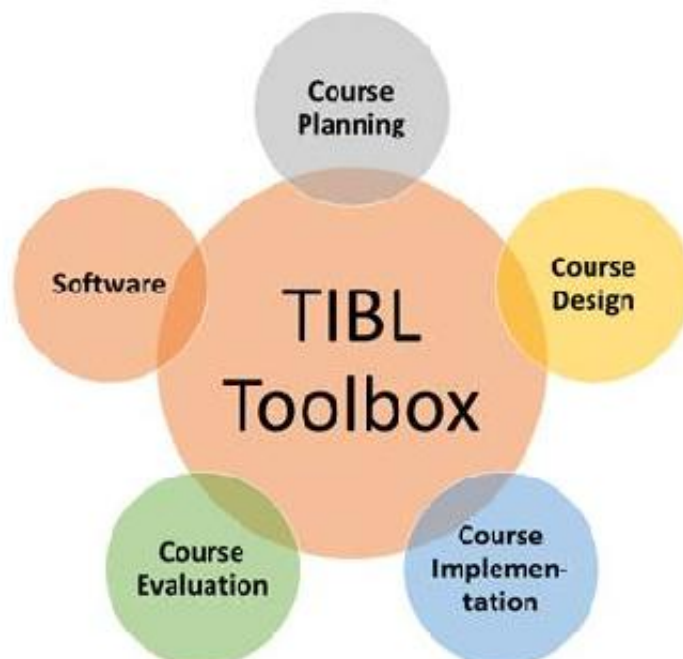 Course
Planning
Software
Course
Design
TIBL
Toolbox
Course
Evaluation
Course
Implemen-
tation